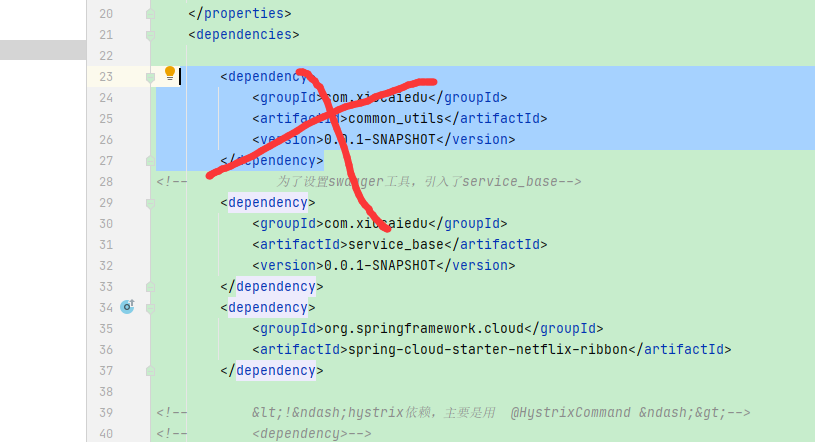 20 </properties>
21 <dependencies>
22
23 <dependency>
24 <groupId>com.xiocaiedu</groupId>
25 <artifactId>common_utils</artifactId>
26 <version>0.0.1-SNAPSHOT</version>
27 </dependency>
28 <!-- 为了设置swagger工具，引入了service_base-->
29 <dependency>
30 <groupId>com.xiocaiedu</groupId>
31 <artifactId>service_base</artifactId>
32 <version>0.0.1-SNAPSHOT</version>
33 </dependency>
34 <dependency>
35 <groupId>org.springframework.cloud</groupId>
36 <artifactId>spring-cloud-starter-netflix-ribbon</artifactId>
37 </dependency>
38
39 <!-- &lt;!&ndash;hystrix依赖，主要是用 @HystrixCommand &ndash;&gt;-->
40 <!-- <dependency>-->